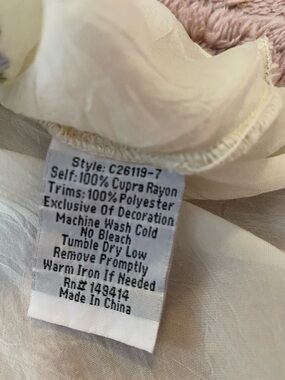 Style: C26119-7
Self:100% Cupra Rayon
Trims:100% Polyester
Exclusive Of Decoration
Machine Wash Cold
No Bleach
Tumble Dry Low
Remove Promptly
Warm Iron If Needed
Rn# 149414
Made In China